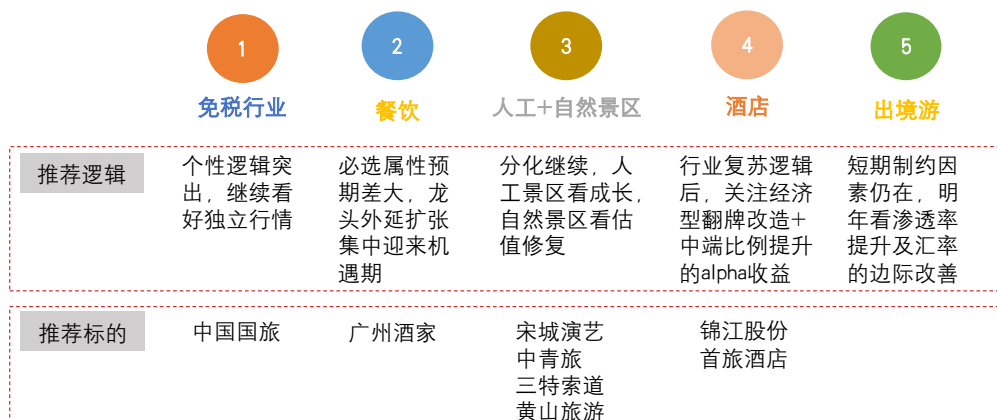 1
2
3
4
5
免税行业
餐饮
人工+自然景区
酒店
出境游
推荐逻辑
个性逻辑突
出，继续看
好独立行情
必选属性预
期差大，龙
头外延扩张
集中迎来机
遇期
分化继续，人
工景区看成长，
自然景区看估
值修复
行业复苏逻辑
后，关注经济
型翻牌改造+
中端比例提升
的alpha收益
短期制约因
素仍在，明
年看渗透率
提升及汇率
的边际改善
推荐标的
中国国旅
广州酒家
宋城演艺
中青旅
三特索道
黄山旅游
锦江股份
首旅酒店